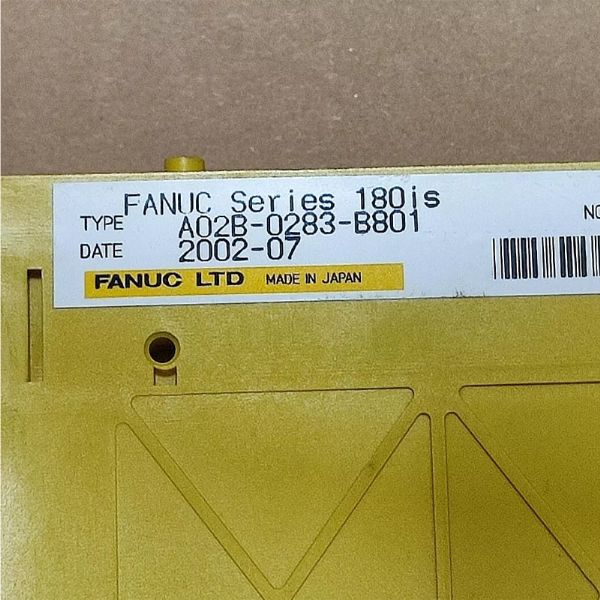 FANUC Series 180is
TYPE A02B-0283-B801
DATE 2002-07
FANUC LTD MADE IN JAPAN